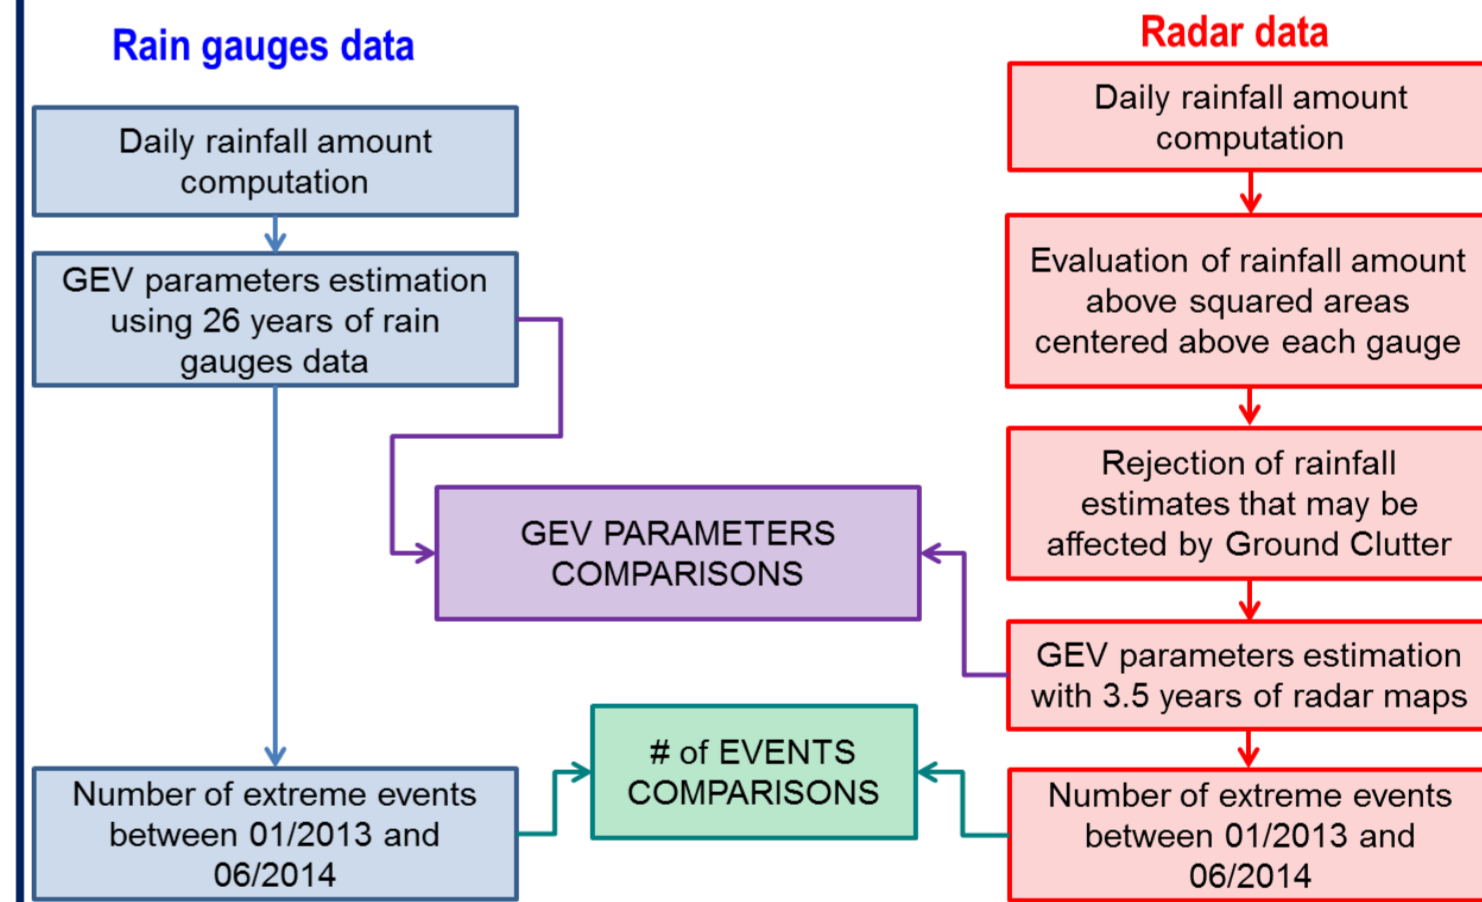 Rain gauges data
Daily rainfall amount
computation
GEV parameters estimation
using 26 years of rain
gauges data
Number of extreme events
between 01/2013 and
06/2014
GEV PARAMETERS
COMPARISONS
# of EVENTS
COMPARISONS
Radar data
Daily rainfall amount
computation
Evaluation of rainfall amount
above squared areas
centered above each gauge
Rejection of rainfall
estimates that may be
affected by Ground Clutter
GEV parameters estimation
with 3.5 years of radar maps
Number of extreme events
between 01/2013 and
06/2014